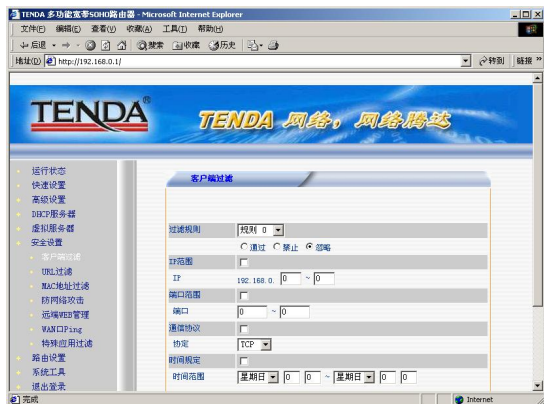 TENDA 多功能宽带SOHO路由器 - Microsoft Internet Explorer
文件(F) 编辑(E) 查看(V) 收藏(A) 工具(T) 帮助(H)
后退 搜索 收藏 历史
地址(D) http://192.168.0.1/ 转到 链接 »
TENDA®
TENDA 网络,网络腾达
运行状态
快速设置
高级设置
DHCP服务器
虚拟服务器
安全设置
客户端过滤
URL过滤
MAC地址过滤
防网络攻击
远端WEB管理
WAN口Ping
特殊应用过滤
路由设置
系统工具
退出登录
客户端过滤
过滤规则 规则 0
通过 禁止 忽略
IP范围
IP 192.168.0. 0 ~ 0
端口范围
端口 0 ~ 0
通信协议
协定 TCP
时间规定
时间范围 星期日 0 0 ~ 星期日 0 0
完成 Internet